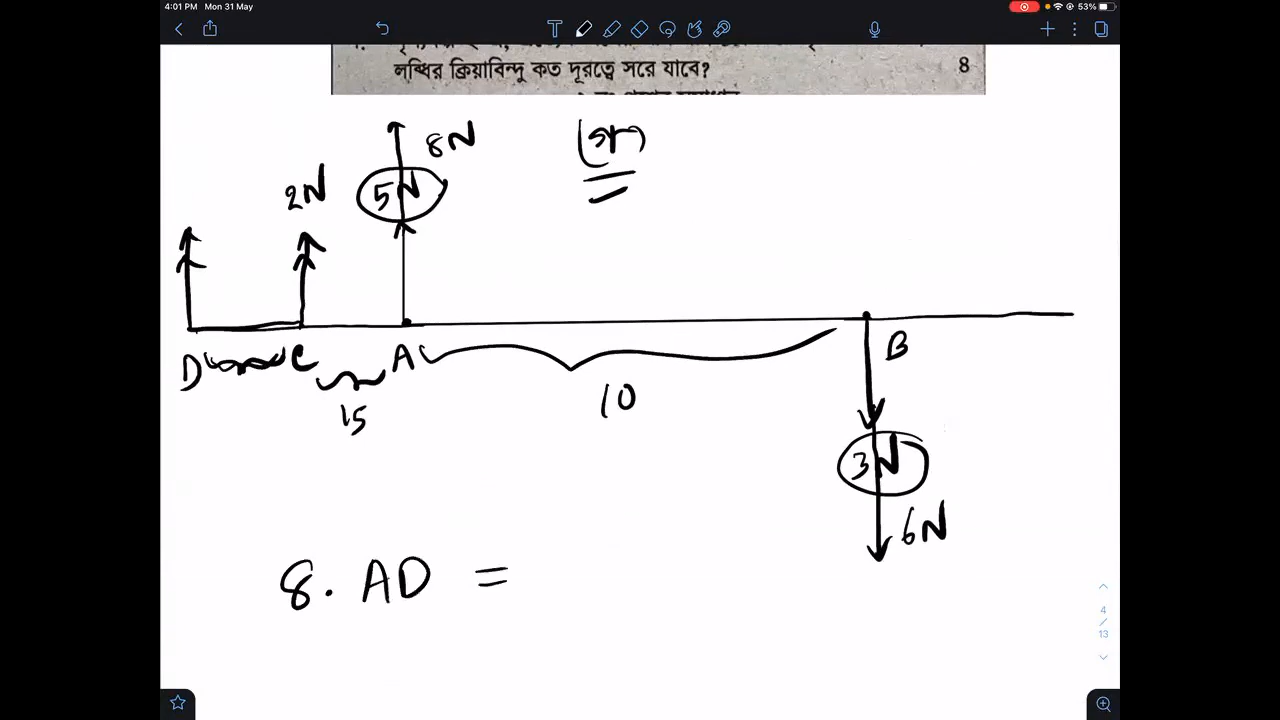 4:01 PM Mon 31 May
53%
লব্ধির ক্রিয়াবিন্দু কত দূরত্বে সরে যাবে?
8
8N
(গ)
2N
5N
D C A B
15
10
3N
6N
8. AD =
4
/
13